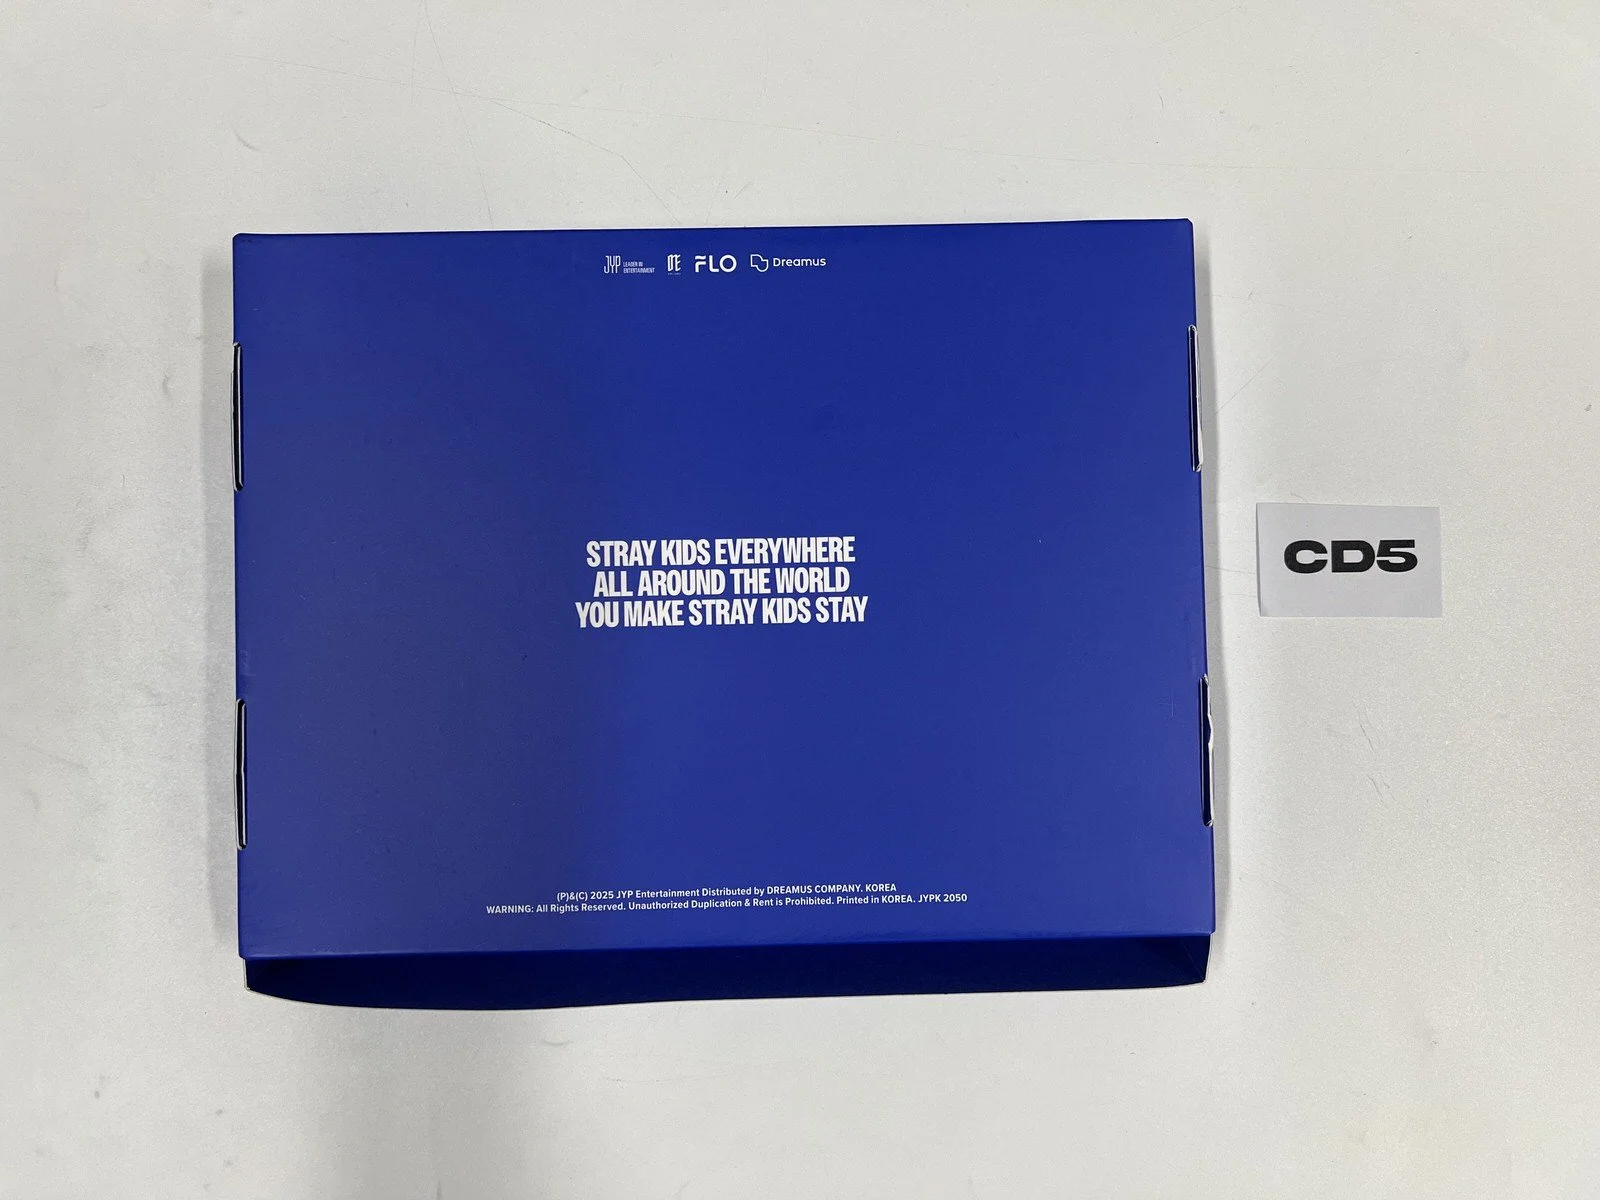 JYP LEADER IN ENTERTAINMENT FLO Dreamus
STRAY KIDS EVERYWHERE
ALL AROUND THE WORLD
YOU MAKE STRAY KIDS STAY
CD5
(P)&(C) 2025 JYP Entertainment Distributed by DREAMUS COMPANY. KOREA
WARNING: All Rights Reserved. Unauthorized Duplication & Rent is Prohibited. Printed in KOREA. JYPK 2050